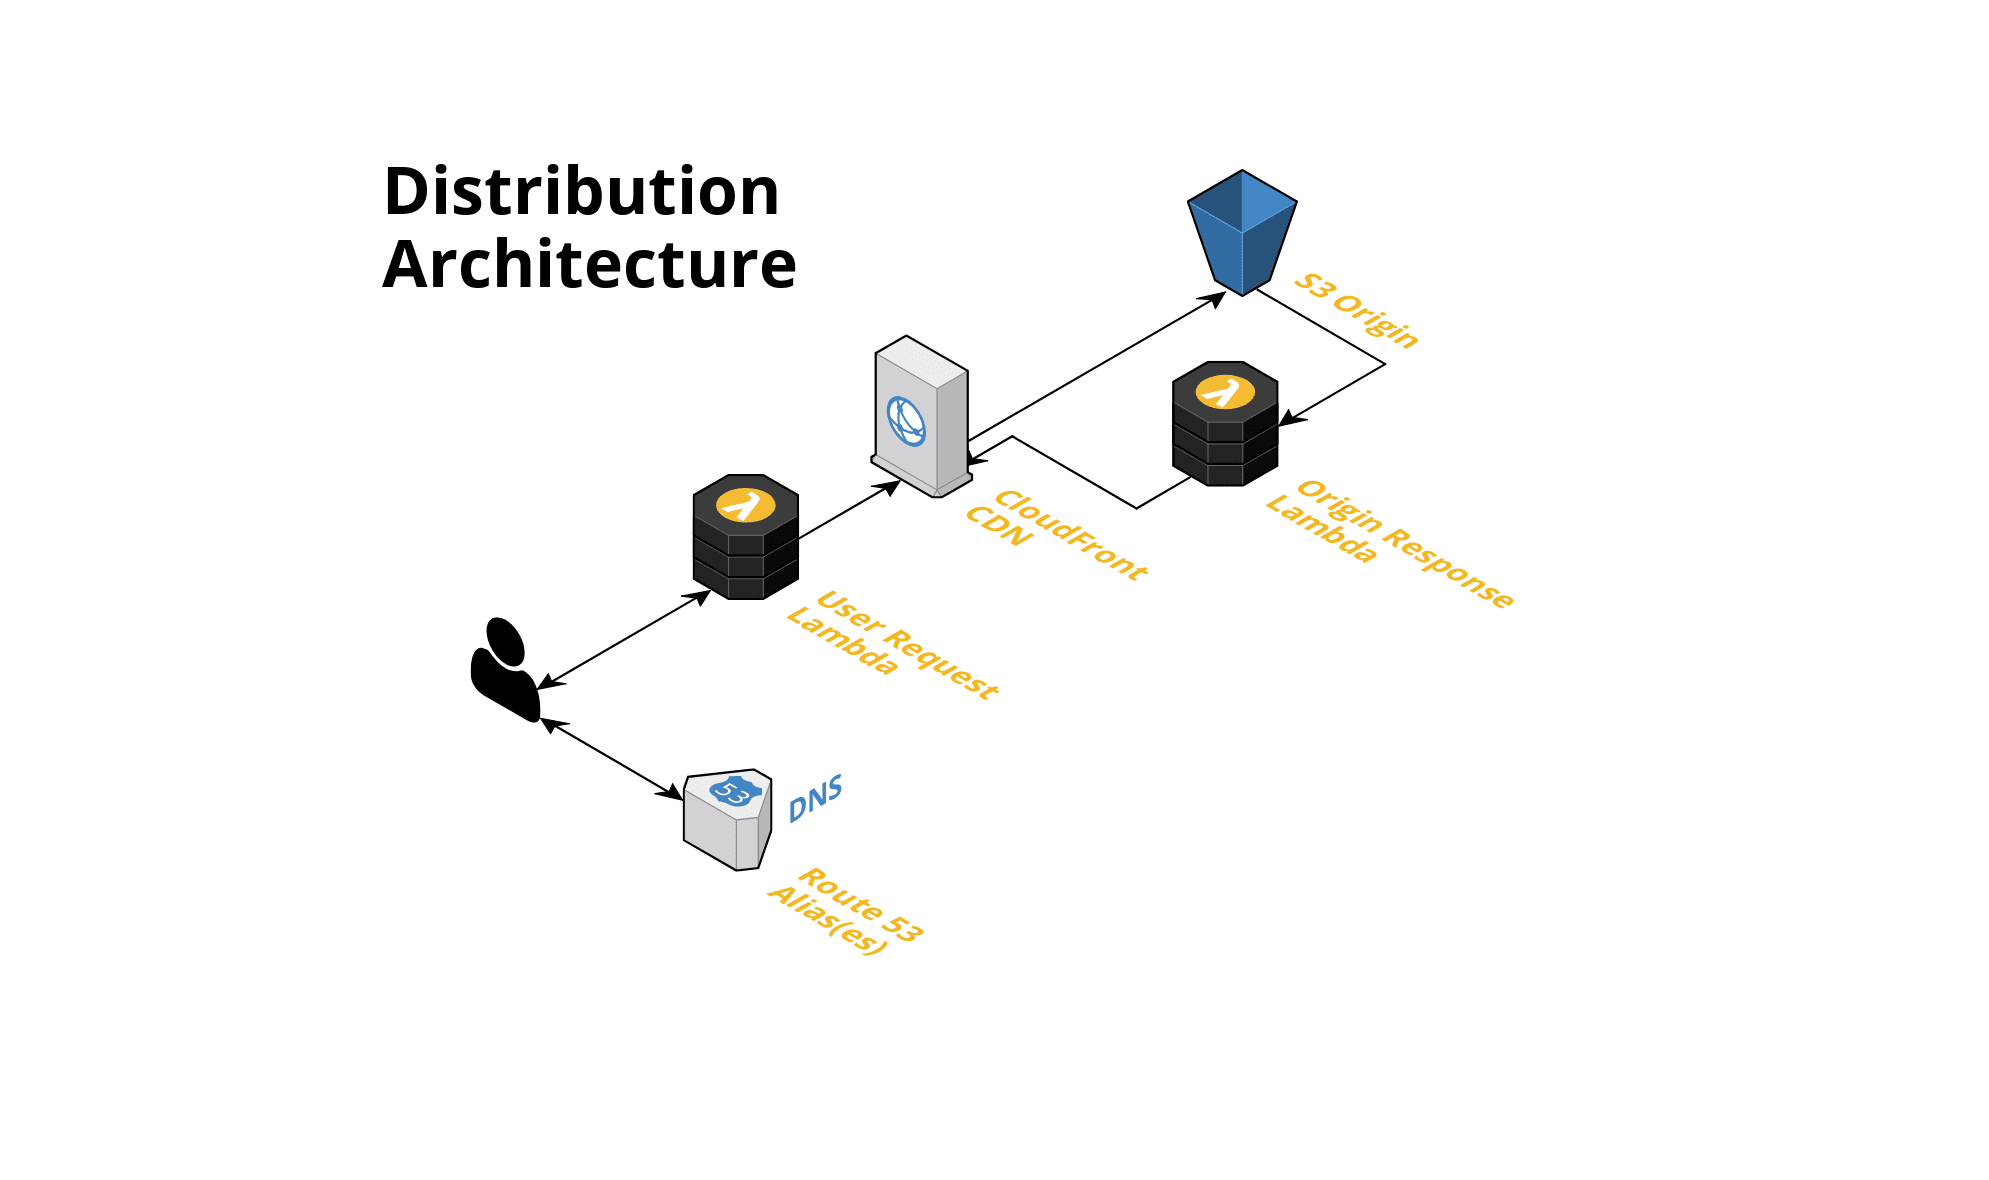 Distribution
Architecture
S3 Origin
λ
Origin Response
Lambda
CloudFront
CDN
λ
User Request
Lambda
53
DNS
Route 53
Alias(es)